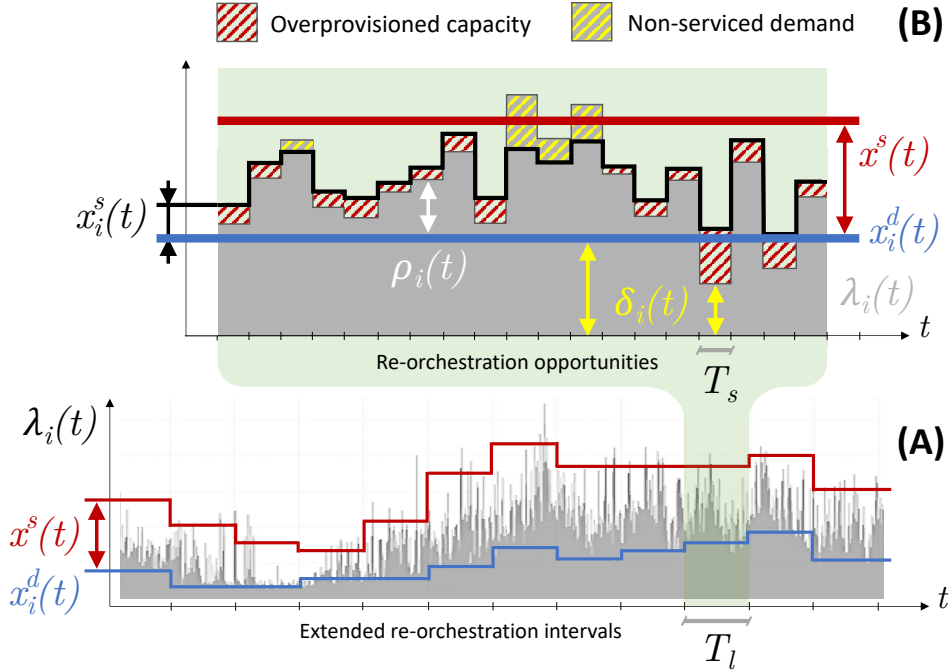 Overprovisioned capacity
Non-serviced demand
(B)
x^s(t)
x_i^s(t)
x_i^d(t)
ρ_i(t)
δ_i(t)
λ_i(t)
t
Re-orchestration opportunities
T_s
λ_i(t)
(A)
x^s(t)
x_i^d(t)
t
Extended re-orchestration intervals
T_l